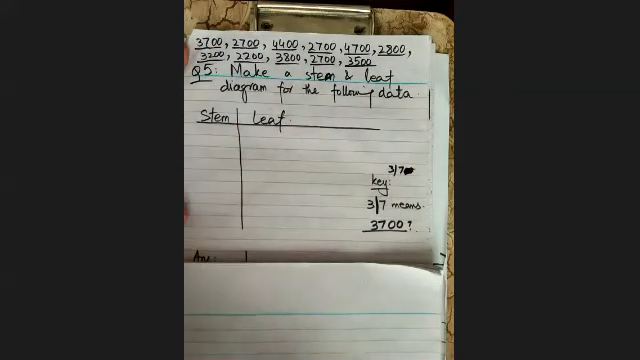 3700, 2700, 4400, 2700, 4700, 2800,
3200, 2200, 3800, 2700, 3500
Q5: Make a stem & leaf
diagram for the following data.
Stem | Leaf.
3/7
key:
3|7 means
3700?
Ans: